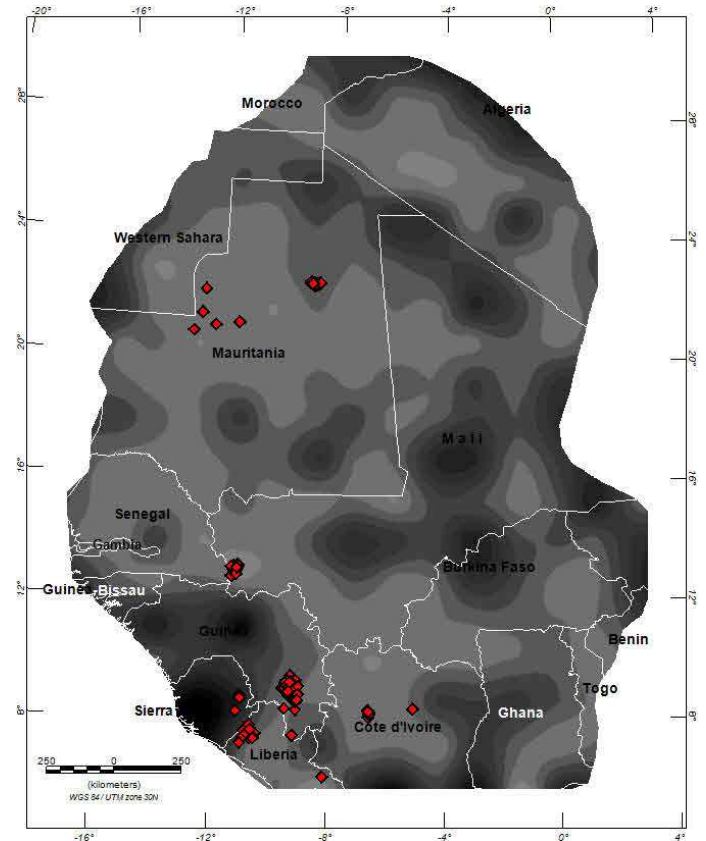 -20° -16° -12° -8° -4° 0°
Morocco
Algeria
28°
28°
Western Sahara
24°
24°
Mauritania
20°
20°
M a l i
16°
16°
Senegal
Gambia
Burkina Faso
12°
12°
Guinea-Bissau
Guinea
Benin
Togo
Sierra
8°
8°
Ghana
Côte d'Ivoire
Liberia
250 0 250
(kilometers)
WGS 84 / UTM zone 30N
-16° -12° -8° -4° 0° 4°